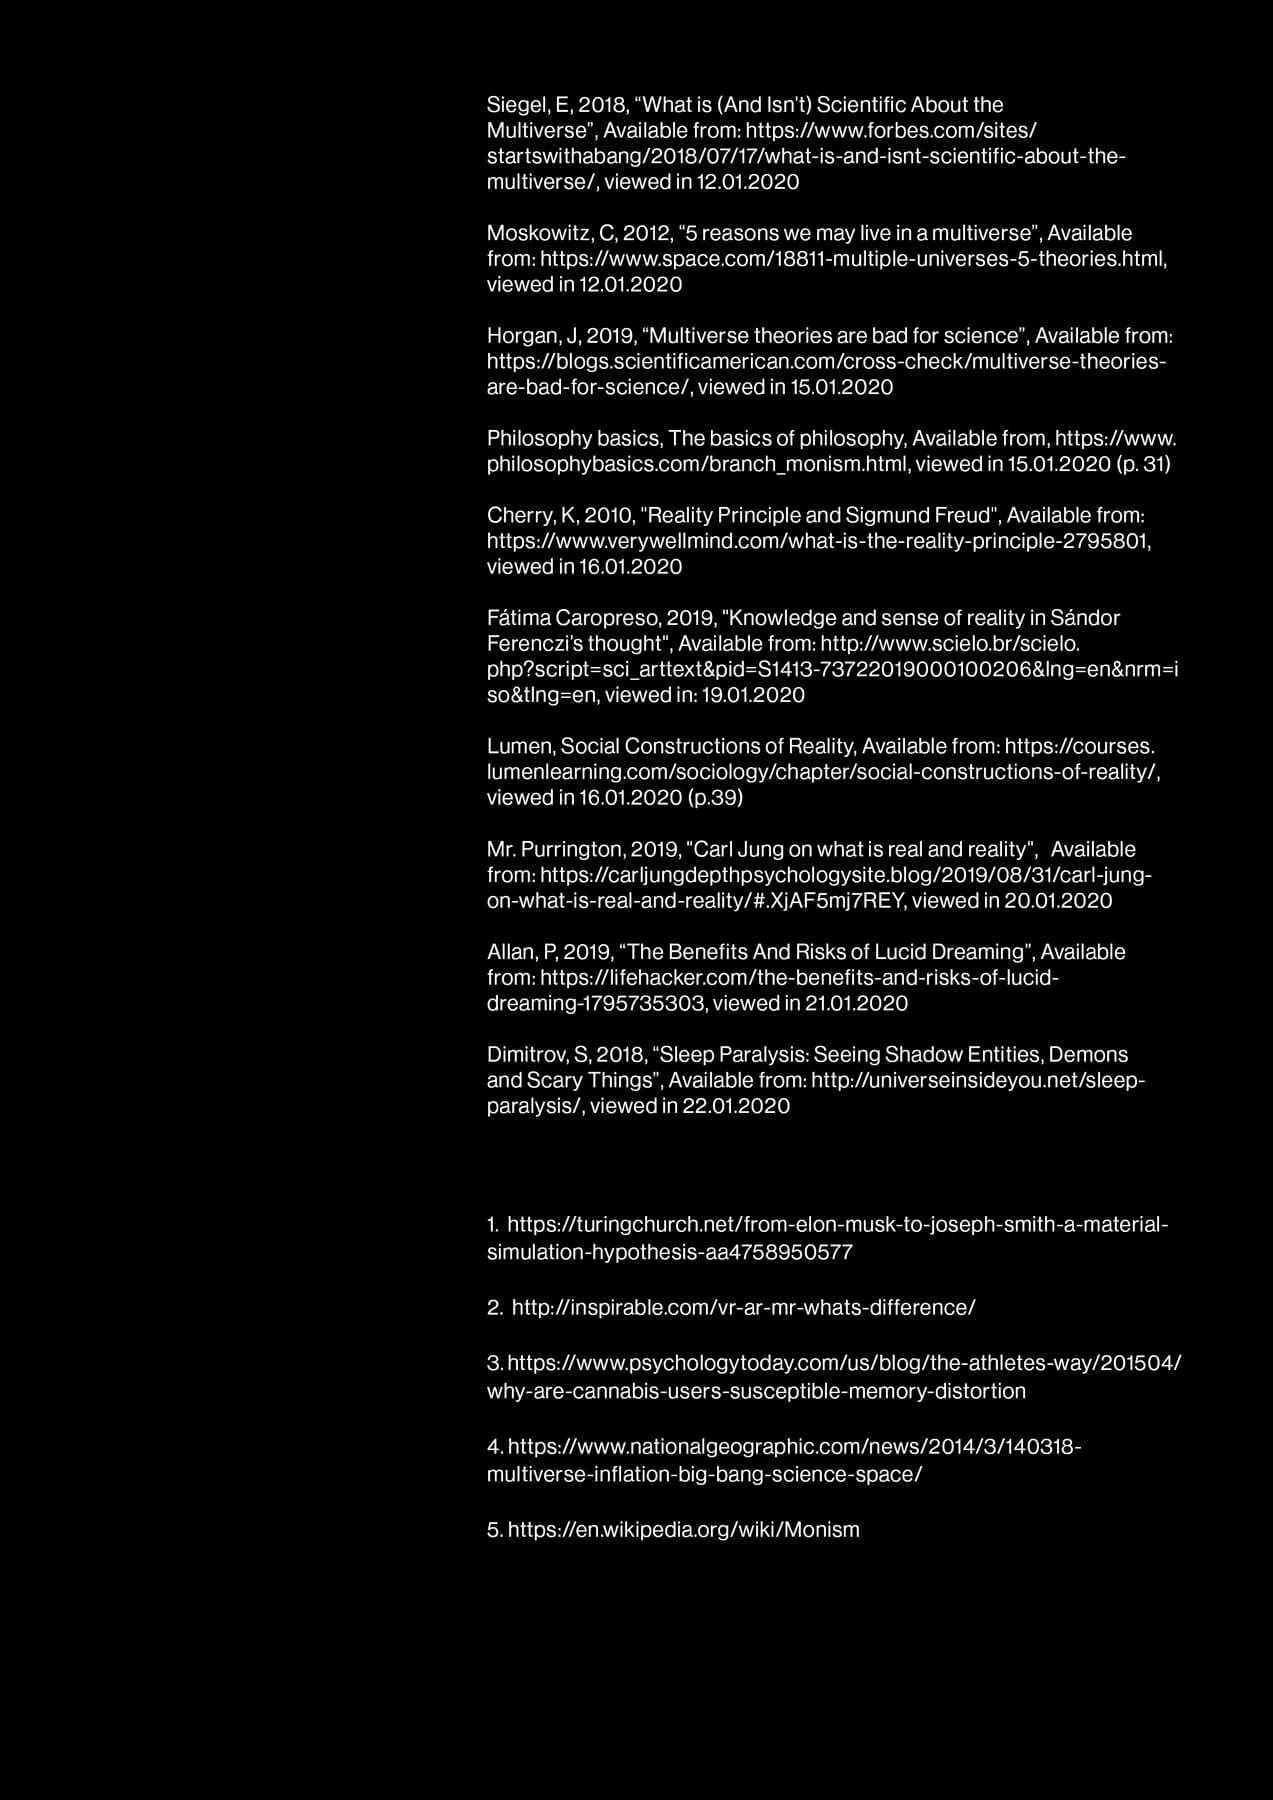 Siegel, E, 2018, “What is (And Isn’t) Scientific About the
Multiverse”, Available from: https://www.forbes.com/sites/
startswithabang/2018/07/17/what-is-and-isnt-scientific-about-the-
multiverse/, viewed in 12.01.2020
Moskowitz, C, 2012, “5 reasons we may live in a multiverse”, Available
from: https://www.space.com/18811-multiple-universes-5-theories.html,
viewed in 12.01.2020
Horgan, J, 2019, “Multiverse theories are bad for science”, Available from:
https://blogs.scientificamerican.com/cross-check/multiverse-theories-
are-bad-for-science/, viewed in 15.01.2020
Philosophy basics, The basics of philosophy, Available from, https://www.
philosophybasics.com/branch_monism.html, viewed in 15.01.2020 (p. 31)
Cherry, K, 2010, "Reality Principle and Sigmund Freud", Available from:
https://www.verywellmind.com/what-is-the-reality-principle-2795801,
viewed in 16.01.2020
Fátima Caropreso, 2019, "Knowledge and sense of reality in Sándor
Ferenczi’s thought", Available from: http://www.scielo.br/scielo.
php?script=sci_arttext&pid=S1413-73722019000100206&lng=en&nrm=i
so&tlng=en, viewed in: 19.01.2020
Lumen, Social Constructions of Reality, Available from: https://courses.
lumenlearning.com/sociology/chapter/social-constructions-of-reality/,
viewed in 16.01.2020 (p.39)
Mr. Purrington, 2019, "Carl Jung on what is real and reality",  Available
from: https://carljungdepthpsychologysite.blog/2019/08/31/carl-jung-
on-what-is-real-and-reality/#.XjAF5mj7REY, viewed in 20.01.2020
Allan, P, 2019, “The Benefits And Risks of Lucid Dreaming”, Available
from: https://lifehacker.com/the-benefits-and-risks-of-lucid-
dreaming-1795735303, viewed in 21.01.2020
Dimitrov, S, 2018, “Sleep Paralysis: Seeing Shadow Entities, Demons
and Scary Things”, Available from: http://universeinsideyou.net/sleep-
paralysis/, viewed in 22.01.2020
1. https://turingchurch.net/from-elon-musk-to-joseph-smith-a-material-
simulation-hypothesis-aa4758950577
2. http://inspirable.com/vr-ar-mr-whats-difference/
3. https://www.psychologytoday.com/us/blog/the-athletes-way/201504/
why-are-cannabis-users-susceptible-memory-distortion
4. https://www.nationalgeographic.com/news/2014/3/140318-
multiverse-inflation-big-bang-science-space/
5. https://en.wikipedia.org/wiki/Monism